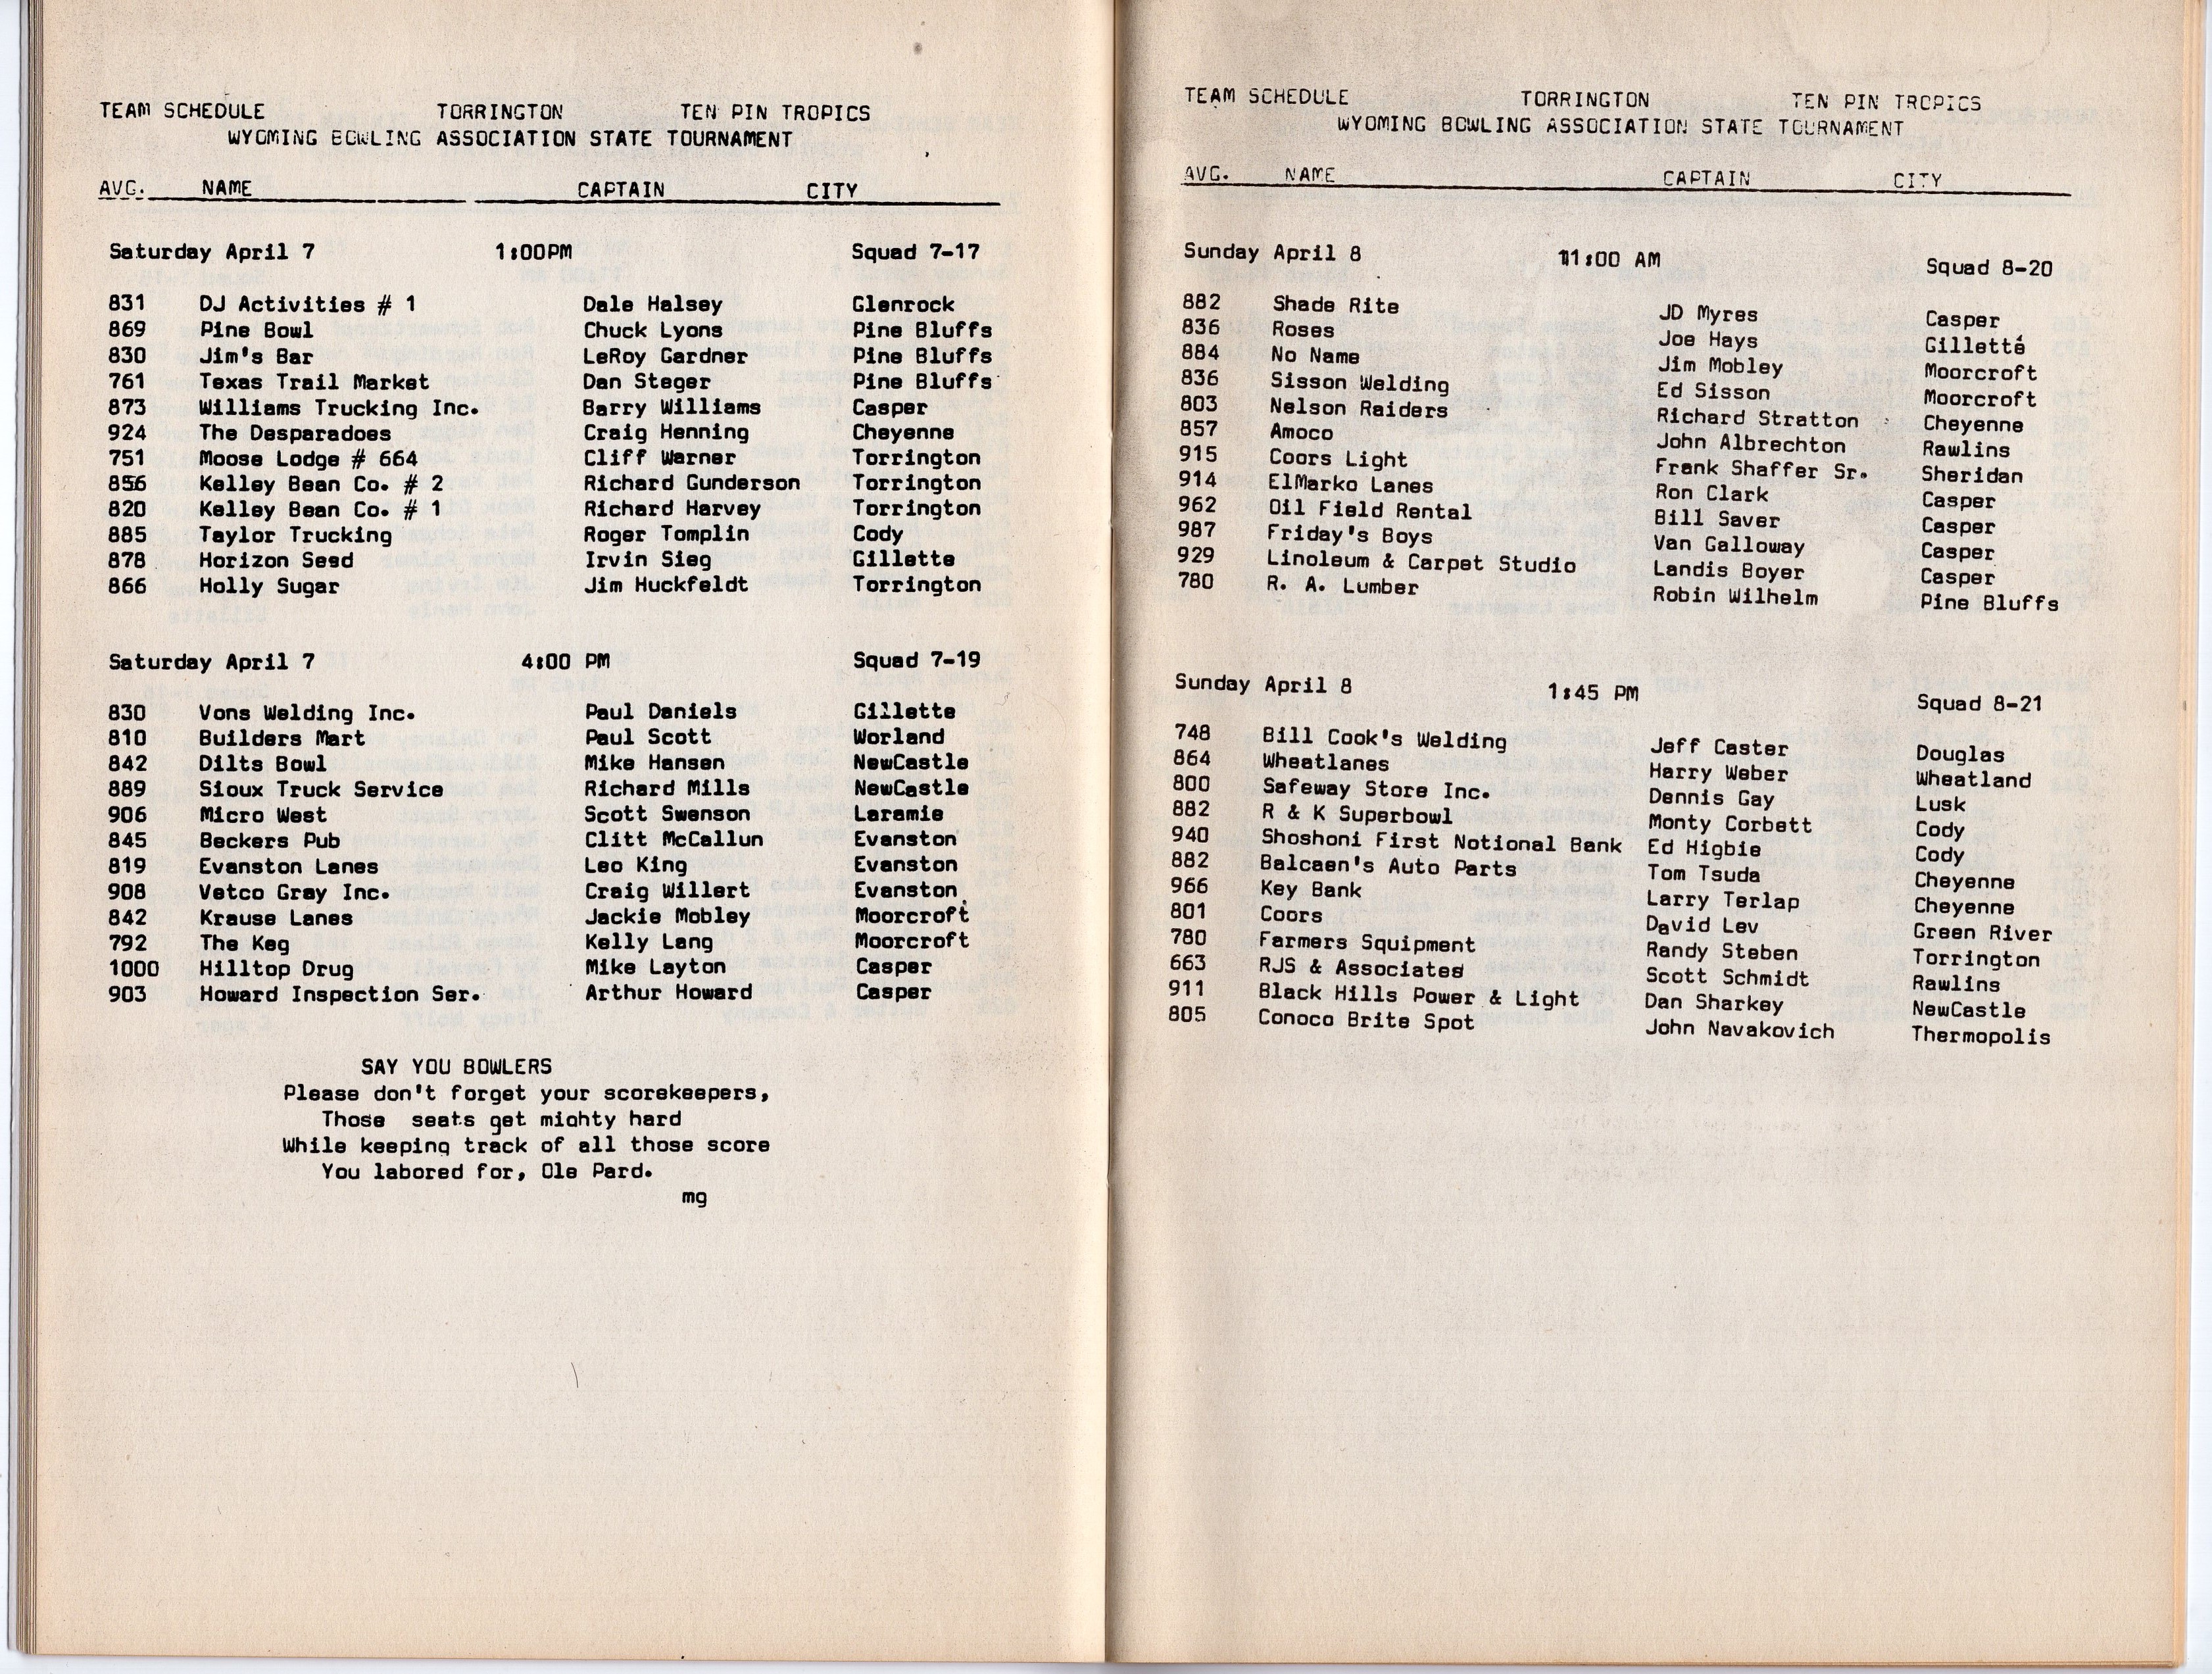 TEAM SCHEDULE TORRINGTON TEN PIN TROPICS
WYOMING BOWLING ASSOCIATION STATE TOURNAMENT
AVG. NAME CAPTAIN CITY
Saturday April 7 1:00PM Squad 7-17
831 DJ Activities # 1 Dale Halsey Glenrock
869 Pine Bowl Chuck Lyons Pine Bluffs
830 Jim's Bar LeRoy Gardner Pine Bluffs
761 Texas Trail Market Dan Steger Pine Bluffs
873 Williams Trucking Inc. Barry Williams Casper
924 The Desparadoes Craig Henning Cheyenne
751 Moose Lodge # 664 Cliff Warner Torrington
856 Kelley Bean Co. # 2 Richard Gunderson Torrington
820 Kelley Bean Co. # 1 Richard Harvey Torrington
885 Taylor Trucking Roger Tomplin Cody
878 Horizon Seed Irvin Sieg Gillette
866 Holly Sugar Jim Huckfeldt Torrington
Saturday April 7 4:00 PM Squad 7-19
830 Vons Welding Inc. Paul Daniels Gillette
810 Builders Mart Paul Scott Worland
842 Dilts Bowl Mike Hansen NewCastle
889 Sioux Truck Service Richard Mills NewCastle
906 Micro West Scott Swenson Laramie
845 Beckers Pub Clitt McCallun Evanston
819 Evanston Lanes Leo King Evanston
908 Vetco Gray Inc. Craig Willert Evanston
842 Krause Lanes Jackie Mobley Moorcroft
792 The Keg Kelly Lang Moorcroft
1000 Hilltop Drug Mike Layton Casper
903 Howard Inspection Ser. Arthur Howard Casper
SAY YOU BOWLERS
Please don't forget your scorekeepers,
Those seats get mighty hard
While keeping track of all those score
You labored for, Ole Pard.
mg
TEAM SCHEDULE TORRINGTON TEN PIN TROPICS
WYOMING BOWLING ASSOCIATION STATE TOURNAMENT
AVG. NAME CAPTAIN CITY
Sunday April 8 11:00 AM Squad 8-20
882 Shade Rite JD Myres Casper
836 Roses Joe Hays Gillette
884 No Name Jim Mobley Moorcroft
836 Sisson Welding Ed Sisson Moorcroft
803 Nelson Raiders Richard Stratton Cheyenne
857 Amoco John Albrechton Rawlins
915 Coors Light Frank Shaffer Sr. Sheridan
914 ElMarko Lanes Ron Clark Casper
962 Oil Field Rental Bill Saver Casper
987 Friday's Boys Van Galloway Casper
929 Linoleum & Carpet Studio Landis Boyer Casper
780 R. A. Lumber Robin Wilhelm Pine Bluffs
Sunday April 8 1:45 PM Squad 8-21
748 Bill Cook's Welding Jeff Caster Douglas
864 Wheatlanes Harry Weber Wheatland
800 Safeway Store Inc. Dennis Gay Lusk
882 R & K Superbowl Monty Corbett Cody
940 Shoshoni First Notional Bank Ed Higbie Cody
882 Balcaen's Auto Parts Tom Tsuda Cheyenne
966 Key Bank Larry Terlap Cheyenne
801 Coors David Lev Green River
780 Farmers Squipment Randy Steben Torrington
663 RJS & Associates Scott Schmidt Rawlins
911 Black Hills Power & Light Dan Sharkey NewCastle
805 Conoco Brite Spot John Navakovich Thermopolis